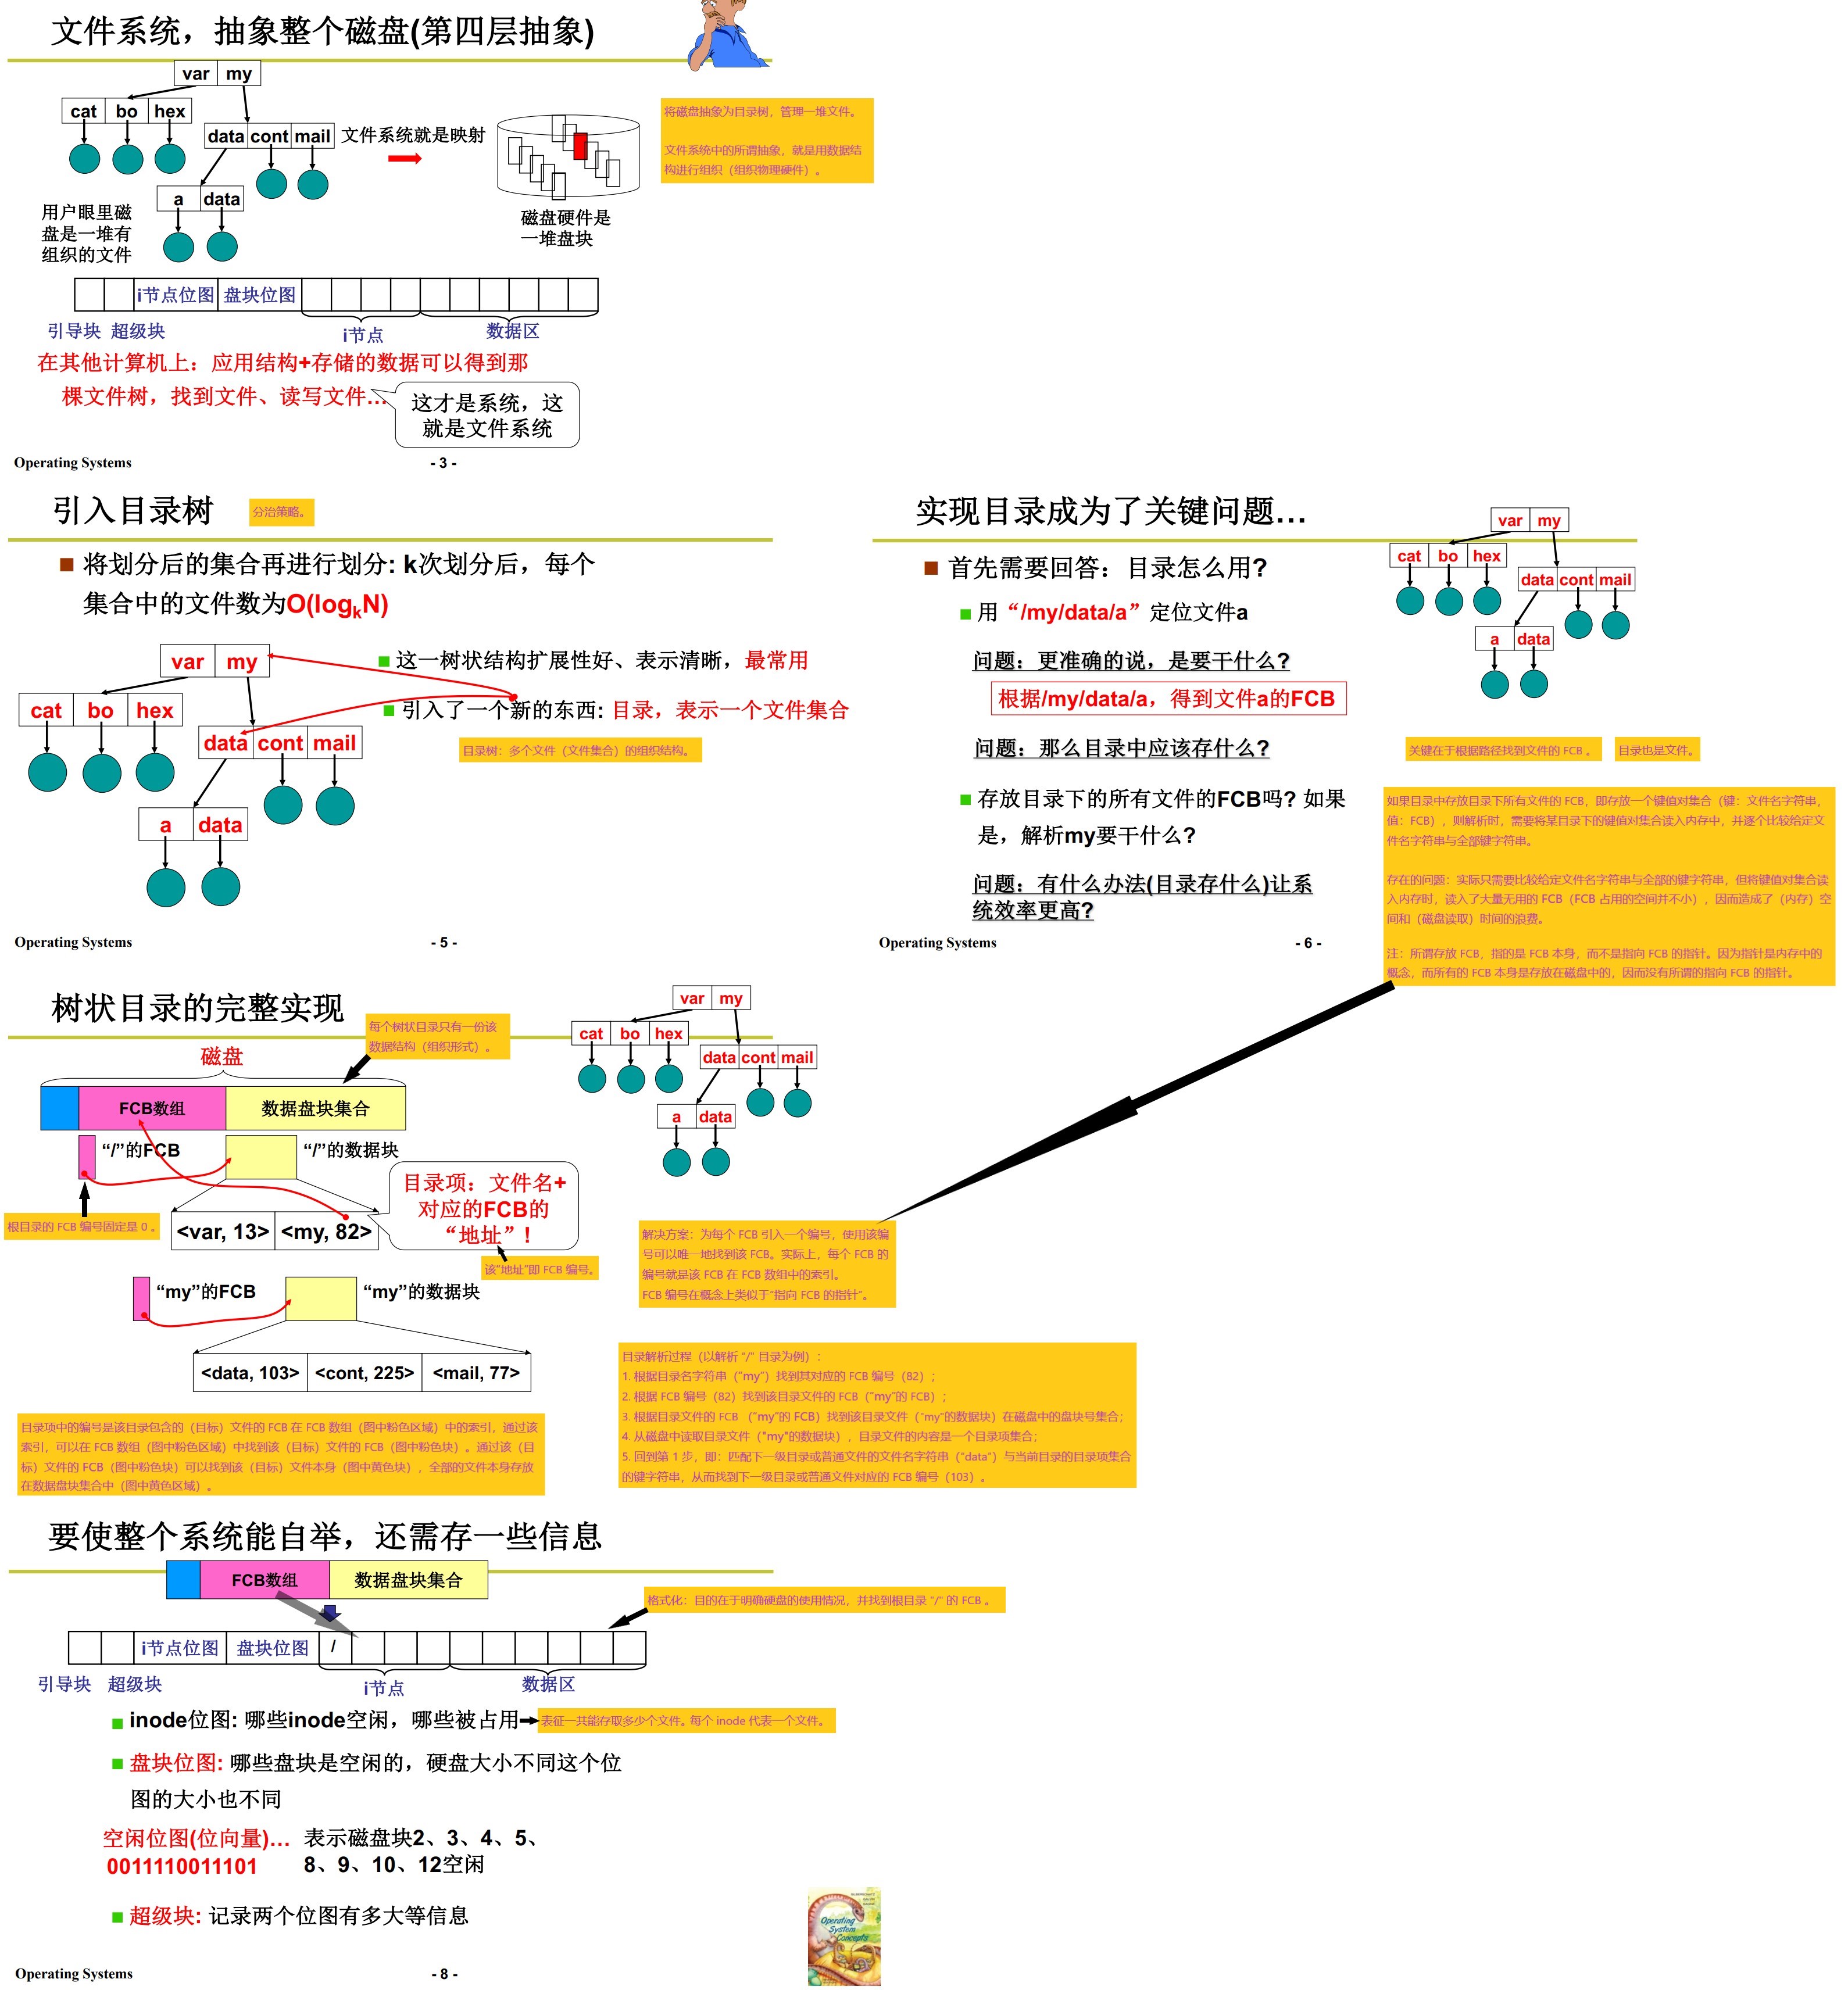 文件系统，抽象整个磁盘(第四层抽象)
var my
cat bo hex
data cont mail
a data
文件系统就是映射
用户眼里磁
盘是一堆有
组织的文件
磁盘硬件是
一堆盘块
将磁盘抽象为目录树，管理一堆文件。
文件系统中的所谓抽象，就是用数据结
构进行组织（组织物理硬件）。
i节点位图 盘块位图
引导块 超级块
i节点
数据区
在其他计算机上：应用结构+存储的数据可以得到那
棵文件树，找到文件、读写文件…
这才是系统，这
就是文件系统
Operating Systems
- 3 -
引入目录树
分治策略。
将划分后的集合再进行划分: k次划分后，每个
集合中的文件数为O(logkN)
var my
cat bo hex
data cont mail
a data
这一树状结构扩展性好、表示清晰，最常用
引入了一个新的东西: 目录，表示一个文件集合
目录树：多个文件（文件集合）的组织结构。
Operating Systems
- 5 -
实现目录成为了关键问题…
var my
cat bo hex
data cont mail
a data
首先需要回答：目录怎么用?
用“/my/data/a”定位文件a
问题：更准确的说，是要干什么?
根据/my/data/a，得到文件a的FCB
问题：那么目录中应该存什么?
关键在于根据路径找到文件的 FCB 。
目录也是文件。
存放目录下的所有文件的FCB吗? 如果
是，解析my要干什么?
问题：有什么办法(目录存什么)让系
统效率更高?
如果目录中存放目录下所有文件的 FCB，即存放一个键值对集合（键：文件名字符串，
值：FCB），则解析时，需要将某目录下的键值对集合读入内存中，并逐个比较给定文
件名字符串与全部键字符串。
存在的问题：实际只需要比较给定文件名字符串与全部的键字符串，但将键值对集合读
入内存时，读入了大量无用的 FCB（FCB 占用的空间并不小），因而造成了（内存）空
间和（磁盘读取）时间的浪费。
注：所谓存放 FCB，指的是 FCB 本身，而不是指向 FCB 的指针。因为指针是内存中的
概念，而所有的 FCB 本身是存放在磁盘中的，因而没有所谓的指向 FCB 的指针。
Operating Systems
- 6 -
树状目录的完整实现
每个树状目录只有一份该
数据结构（组织形式）。
var my
cat bo hex
data cont mail
a data
磁盘
FCB数组
数据盘块集合
“/”的FCB
“/”的数据块
目录项：文件名+
对应的FCB的
“地址”！
根目录的 FCB 编号固定是 0 。
<var, 13> <my, 82>
该“地址”即 FCB 编号。
“my”的FCB
“my”的数据块
<data, 103> <cont, 225> <mail, 77>
解决方案：为每个 FCB 引入一个编号，使用该编
号可以唯一地找到该 FCB。实际上，每个 FCB 的
编号就是该 FCB 在 FCB 数组中的索引。
FCB 编号在概念上类似于“指向 FCB 的指针”。
目录解析过程（以解析 "/" 目录为例）：
1. 根据目录名字符串（"my"）找到其对应的 FCB 编号（82）；
2. 根据 FCB 编号（82）找到该目录文件的 FCB（"my"的 FCB）；
3. 根据目录文件的 FCB （"my"的 FCB）找到该目录文件（"my"的数据块）在磁盘中的盘块号集合；
4. 从磁盘中读取目录文件（"my"的数据块），目录文件的内容是一个目录项集合；
5. 回到第 1 步，即：匹配下一级目录或普通文件的文件名字符串（"data"）与当前目录的目录项集合
的键字符串，从而找到下一级目录或普通文件对应的 FCB 编号（103）。
目录项中的编号是该目录包含的（目标）文件的 FCB 在 FCB 数组（图中粉色区域）中的索引，通过该
索引，可以在 FCB 数组（图中粉色区域）中找到该（目标）文件的 FCB（图中粉色块）。通过该（目
标）文件的 FCB（图中粉色块）可以找到该（目标）文件本身（图中黄色块），全部的文件本身存放
在数据盘块集合中（图中黄色区域）。
要使整个系统能自举，还需存一些信息
FCB数组
数据盘块集合
格式化：目的在于明确硬盘的使用情况，并找到根目录 "/" 的 FCB 。
i节点位图 盘块位图 /
引导块 超级块
i节点
数据区
inode位图: 哪些inode空闲，哪些被占用
表征一共能存取多少个文件。每个 inode 代表一个文件。
盘块位图: 哪些盘块是空闲的，硬盘大小不同这个位
图的大小也不同
空闲位图(位向量)… 表示磁盘块2、3、4、5、
0011110011101 8、9、10、12空闲
超级块: 记录两个位图有多大等信息
Operating
System
Concepts
Operating Systems
- 8 -